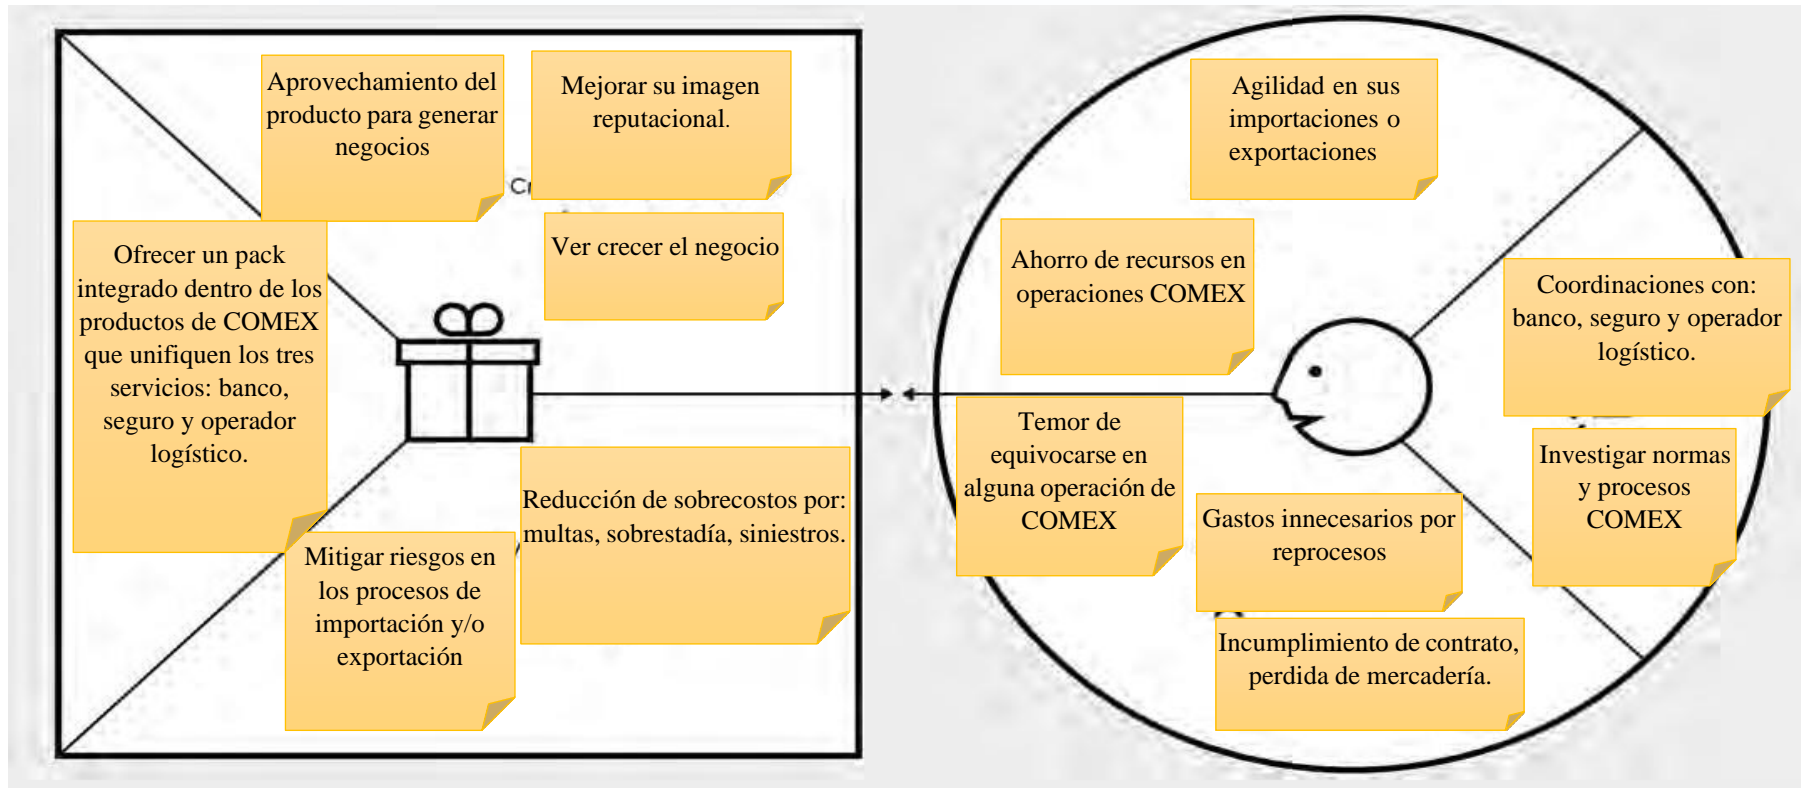 Aprovechamiento del
producto para generar
negocios
Mejorar su imagen
reputacional.
Ver crecer el negocio
Ofrecer un pack
integrado dentro de los
productos de COMEX
que unifiquen los tres
servicios: banco,
seguro y operador
logístico.
Reducción de sobrecostos por:
multas, sobrestadía, siniestros.
Mitigar riesgos en
los procesos de
importación y/o
exportación
Agilidad en sus
importaciones o
exportaciones
Ahorro de recursos en
operaciones COMEX
Coordinaciones con:
banco, seguro y operador
logístico.
Temor de
equivocarse en
alguna operación de
COMEX
Investigar normas
y procesos
COMEX
Gastos innecesarios por
reprocesos
Incumplimiento de contrato,
perdida de mercadería.